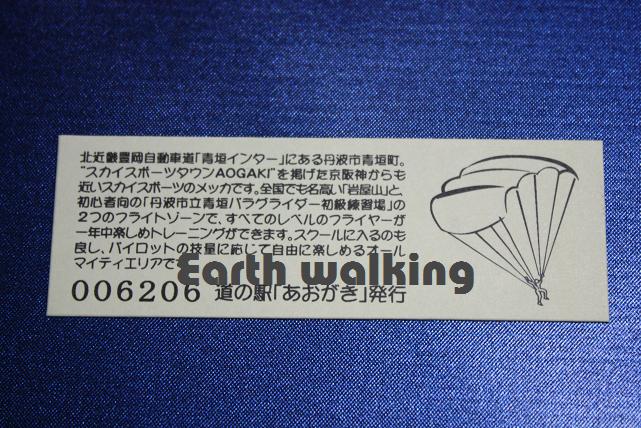 北近畿豊岡自動車道「青垣インター」にある丹波市青垣町。
"スカイスポーツタウンAOGAKI"を掲げた京阪神からも
近いスカイスポーツのメッカです。全国でも名高い「岩屋山」と、
初心者向の「丹波市立青垣パラグライダー初級練習場」の
2つのフライトゾーンで、すべてのレベルのフライヤーが
一年中楽しめトレーニングができます。スクールに入るのも
良し、パイロットの技量に応じて自由に楽しめるオール
マイティエリアです
Earth walking
006206 道の駅「あおがき」発行